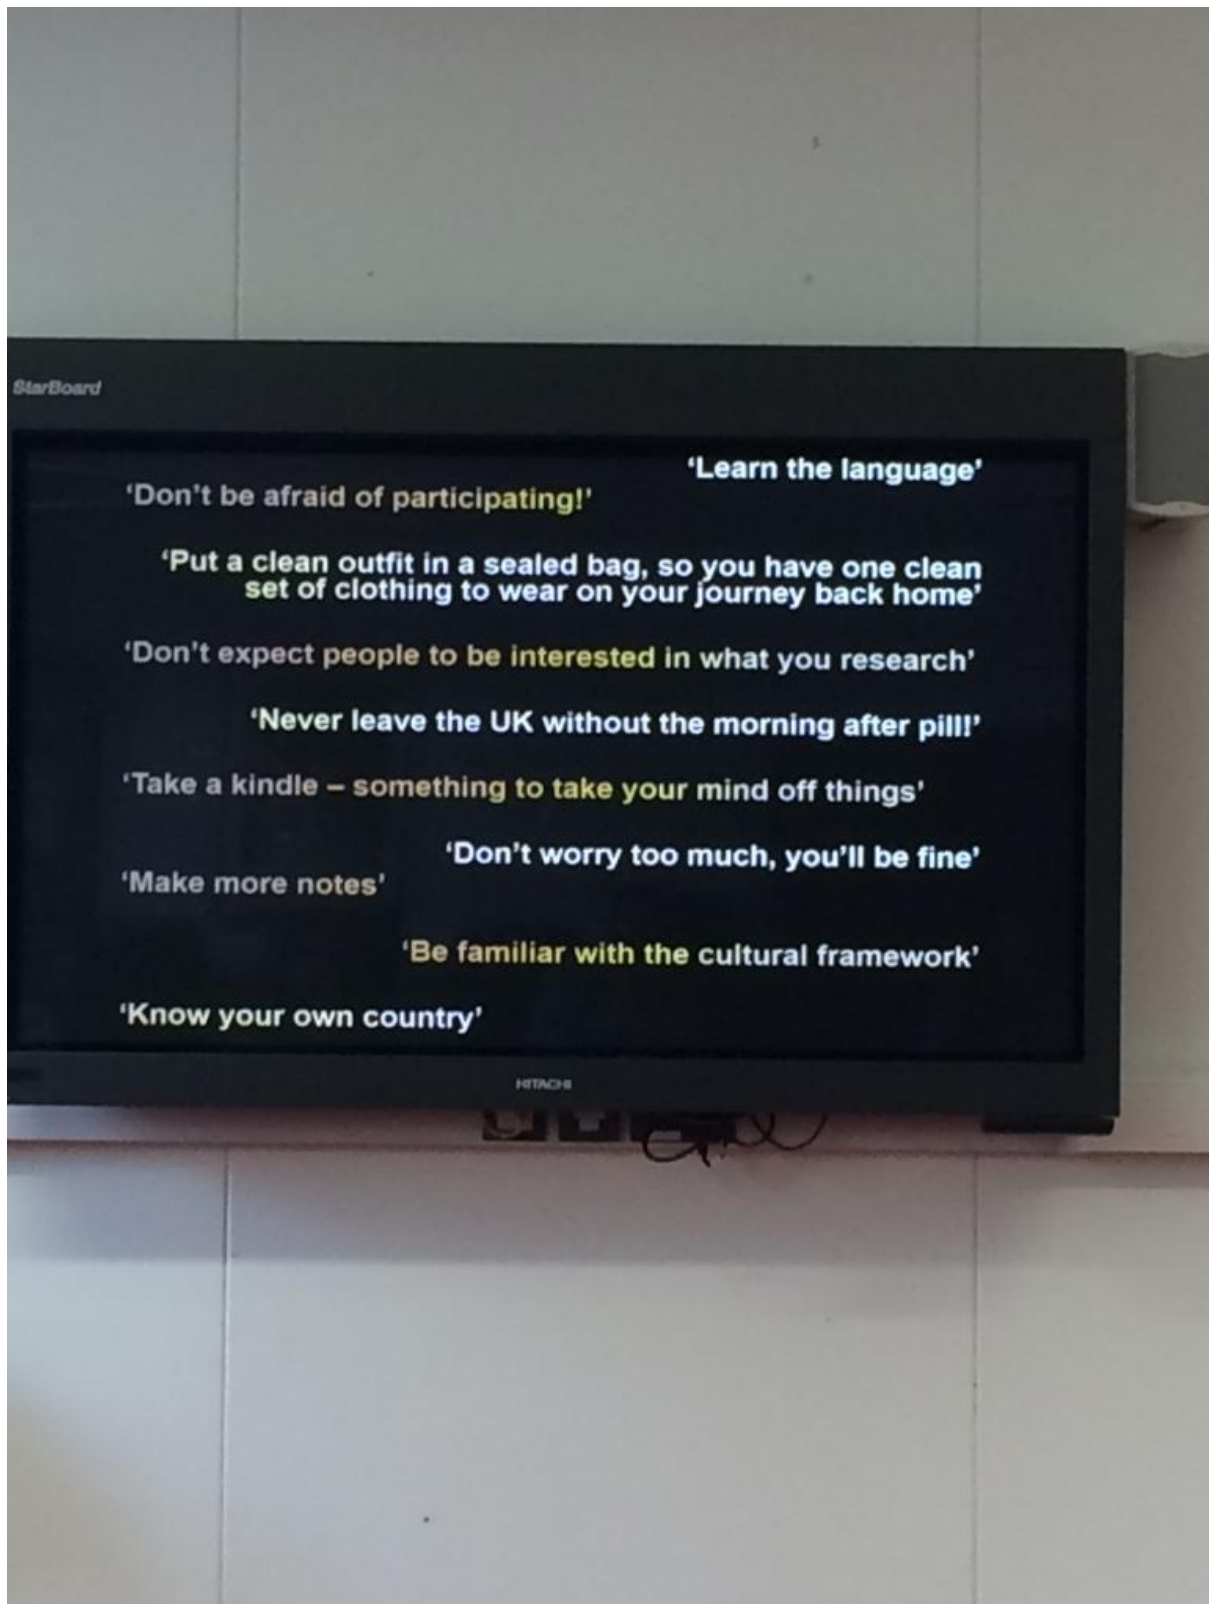 StarBoard
‘Learn the language’
‘Don't be afraid of participating!’
‘Put a clean outfit in a sealed bag, so you have one clean
set of clothing to wear on your journey back home’
‘Don't expect people to be interested in what you research’
‘Never leave the UK without the morning after pill!’
‘Take a kindle – something to take your mind off things’
‘Don't worry too much, you'll be fine’
‘Make more notes’
‘Be familiar with the cultural framework’
‘Know your own country’
HITACHI